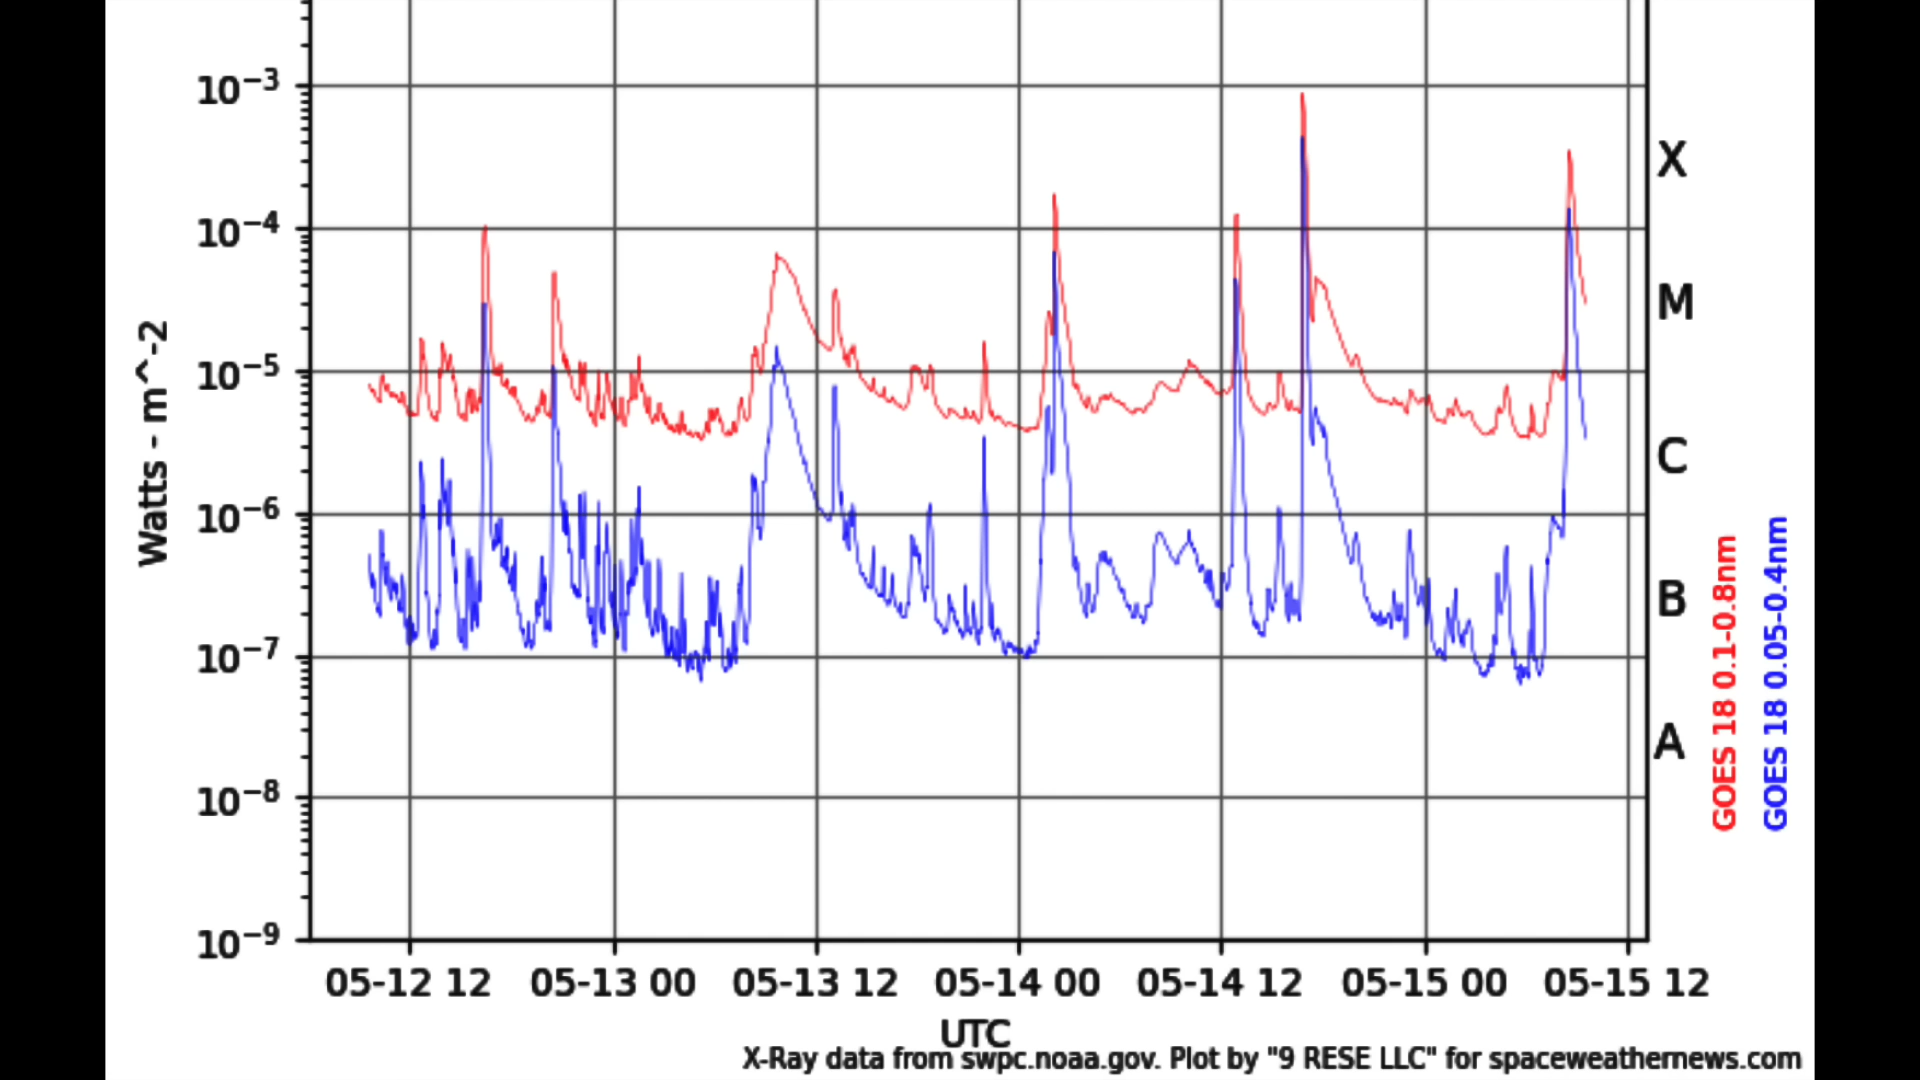 10⁻³
10⁻⁴
10⁻⁵
10⁻⁶
10⁻⁷
10⁻⁸
10⁻⁹
Watts - m^-2
X
M
C
B
A
GOES 18 0.1-0.8nm
GOES 18 0.05-0.4nm
05-12 12 05-13 00 05-13 12 05-14 00 05-14 12 05-15 00 05-15 12
UTC
X-Ray data from swpc.noaa.gov. Plot by "9 RESE LLC" for spaceweathernews.com